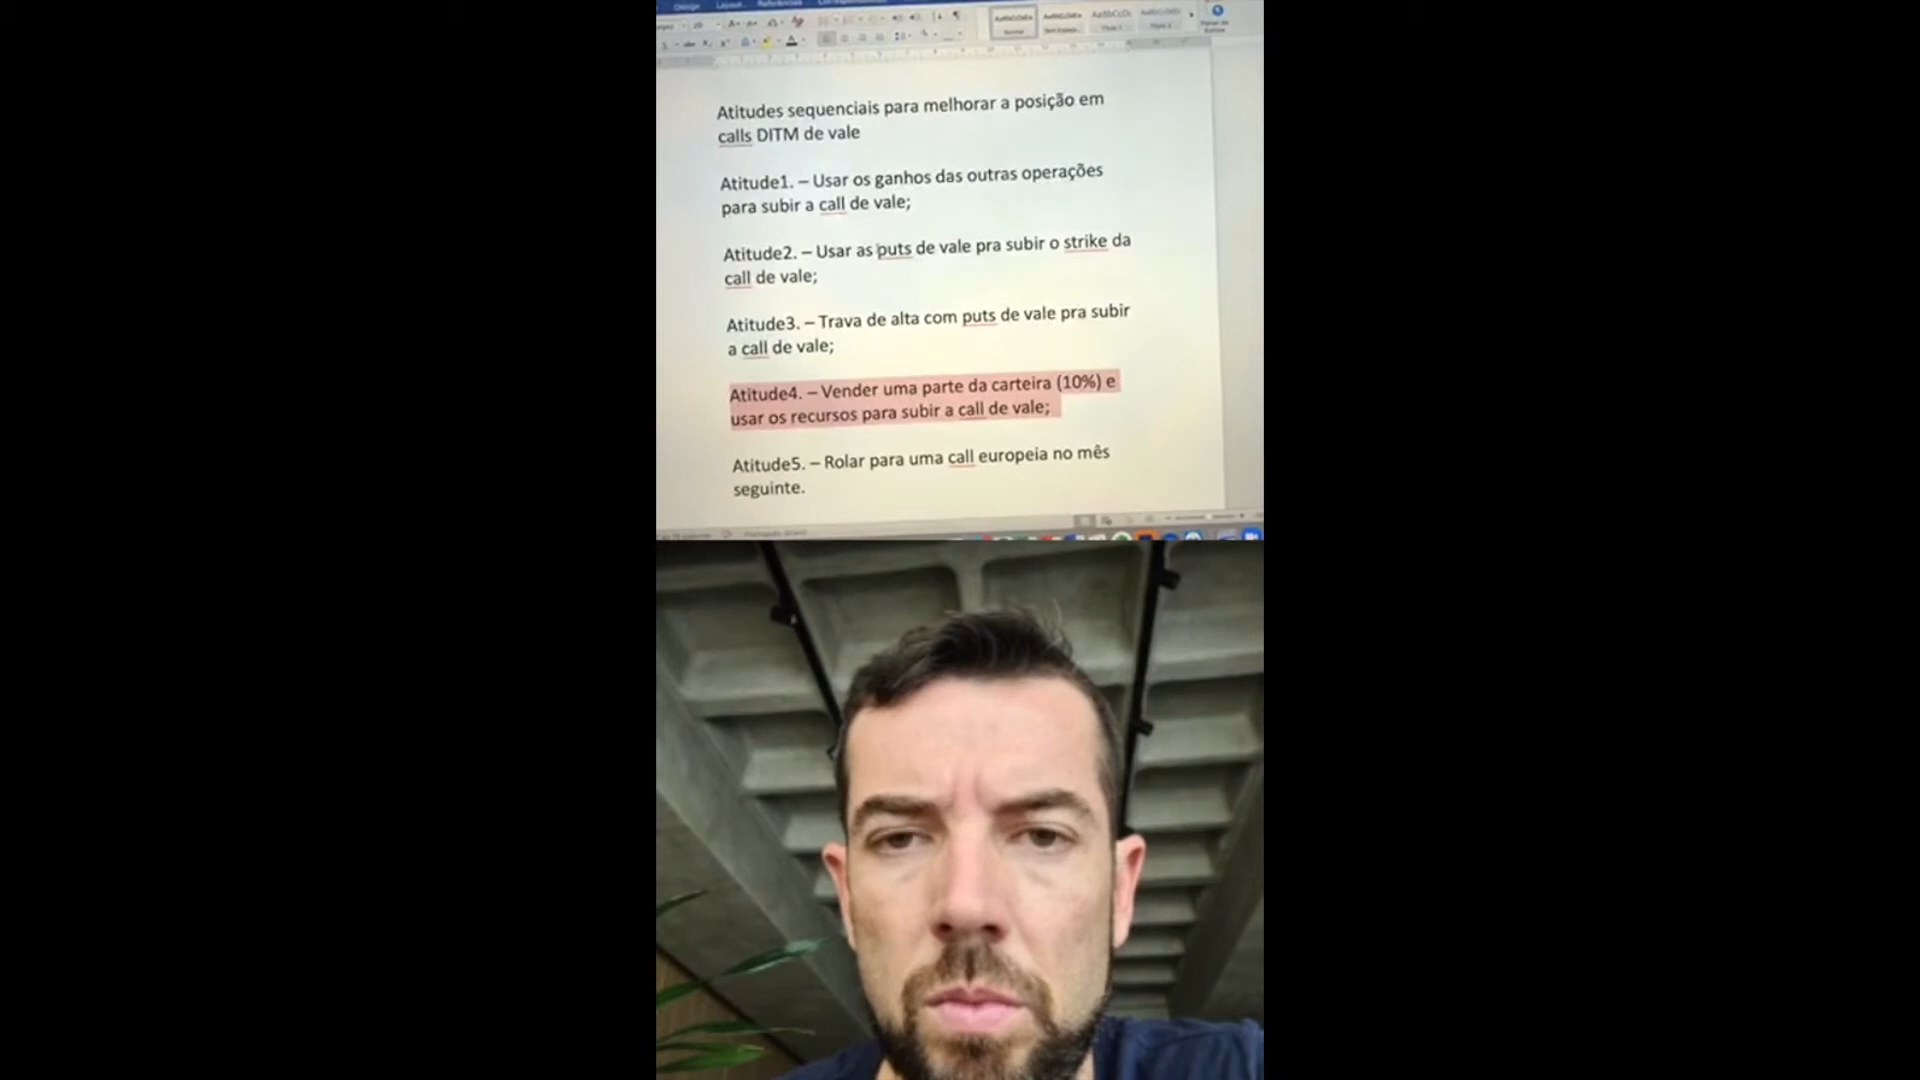 Atitudes sequenciais para melhorar a posição em
calls DITM de vale
Atitude1. – Usar os ganhos das outras operações
para subir a call de vale;
Atitude2. – Usar as puts de vale pra subir o strike da
call de vale;
Atitude3. – Trava de alta com puts de vale pra subir
a call de vale;
Atitude4. – Vender uma parte da carteira (10%) e
usar os recursos para subir a call de vale;
Atitude5. – Rolar para uma call europeia no mês
seguinte.